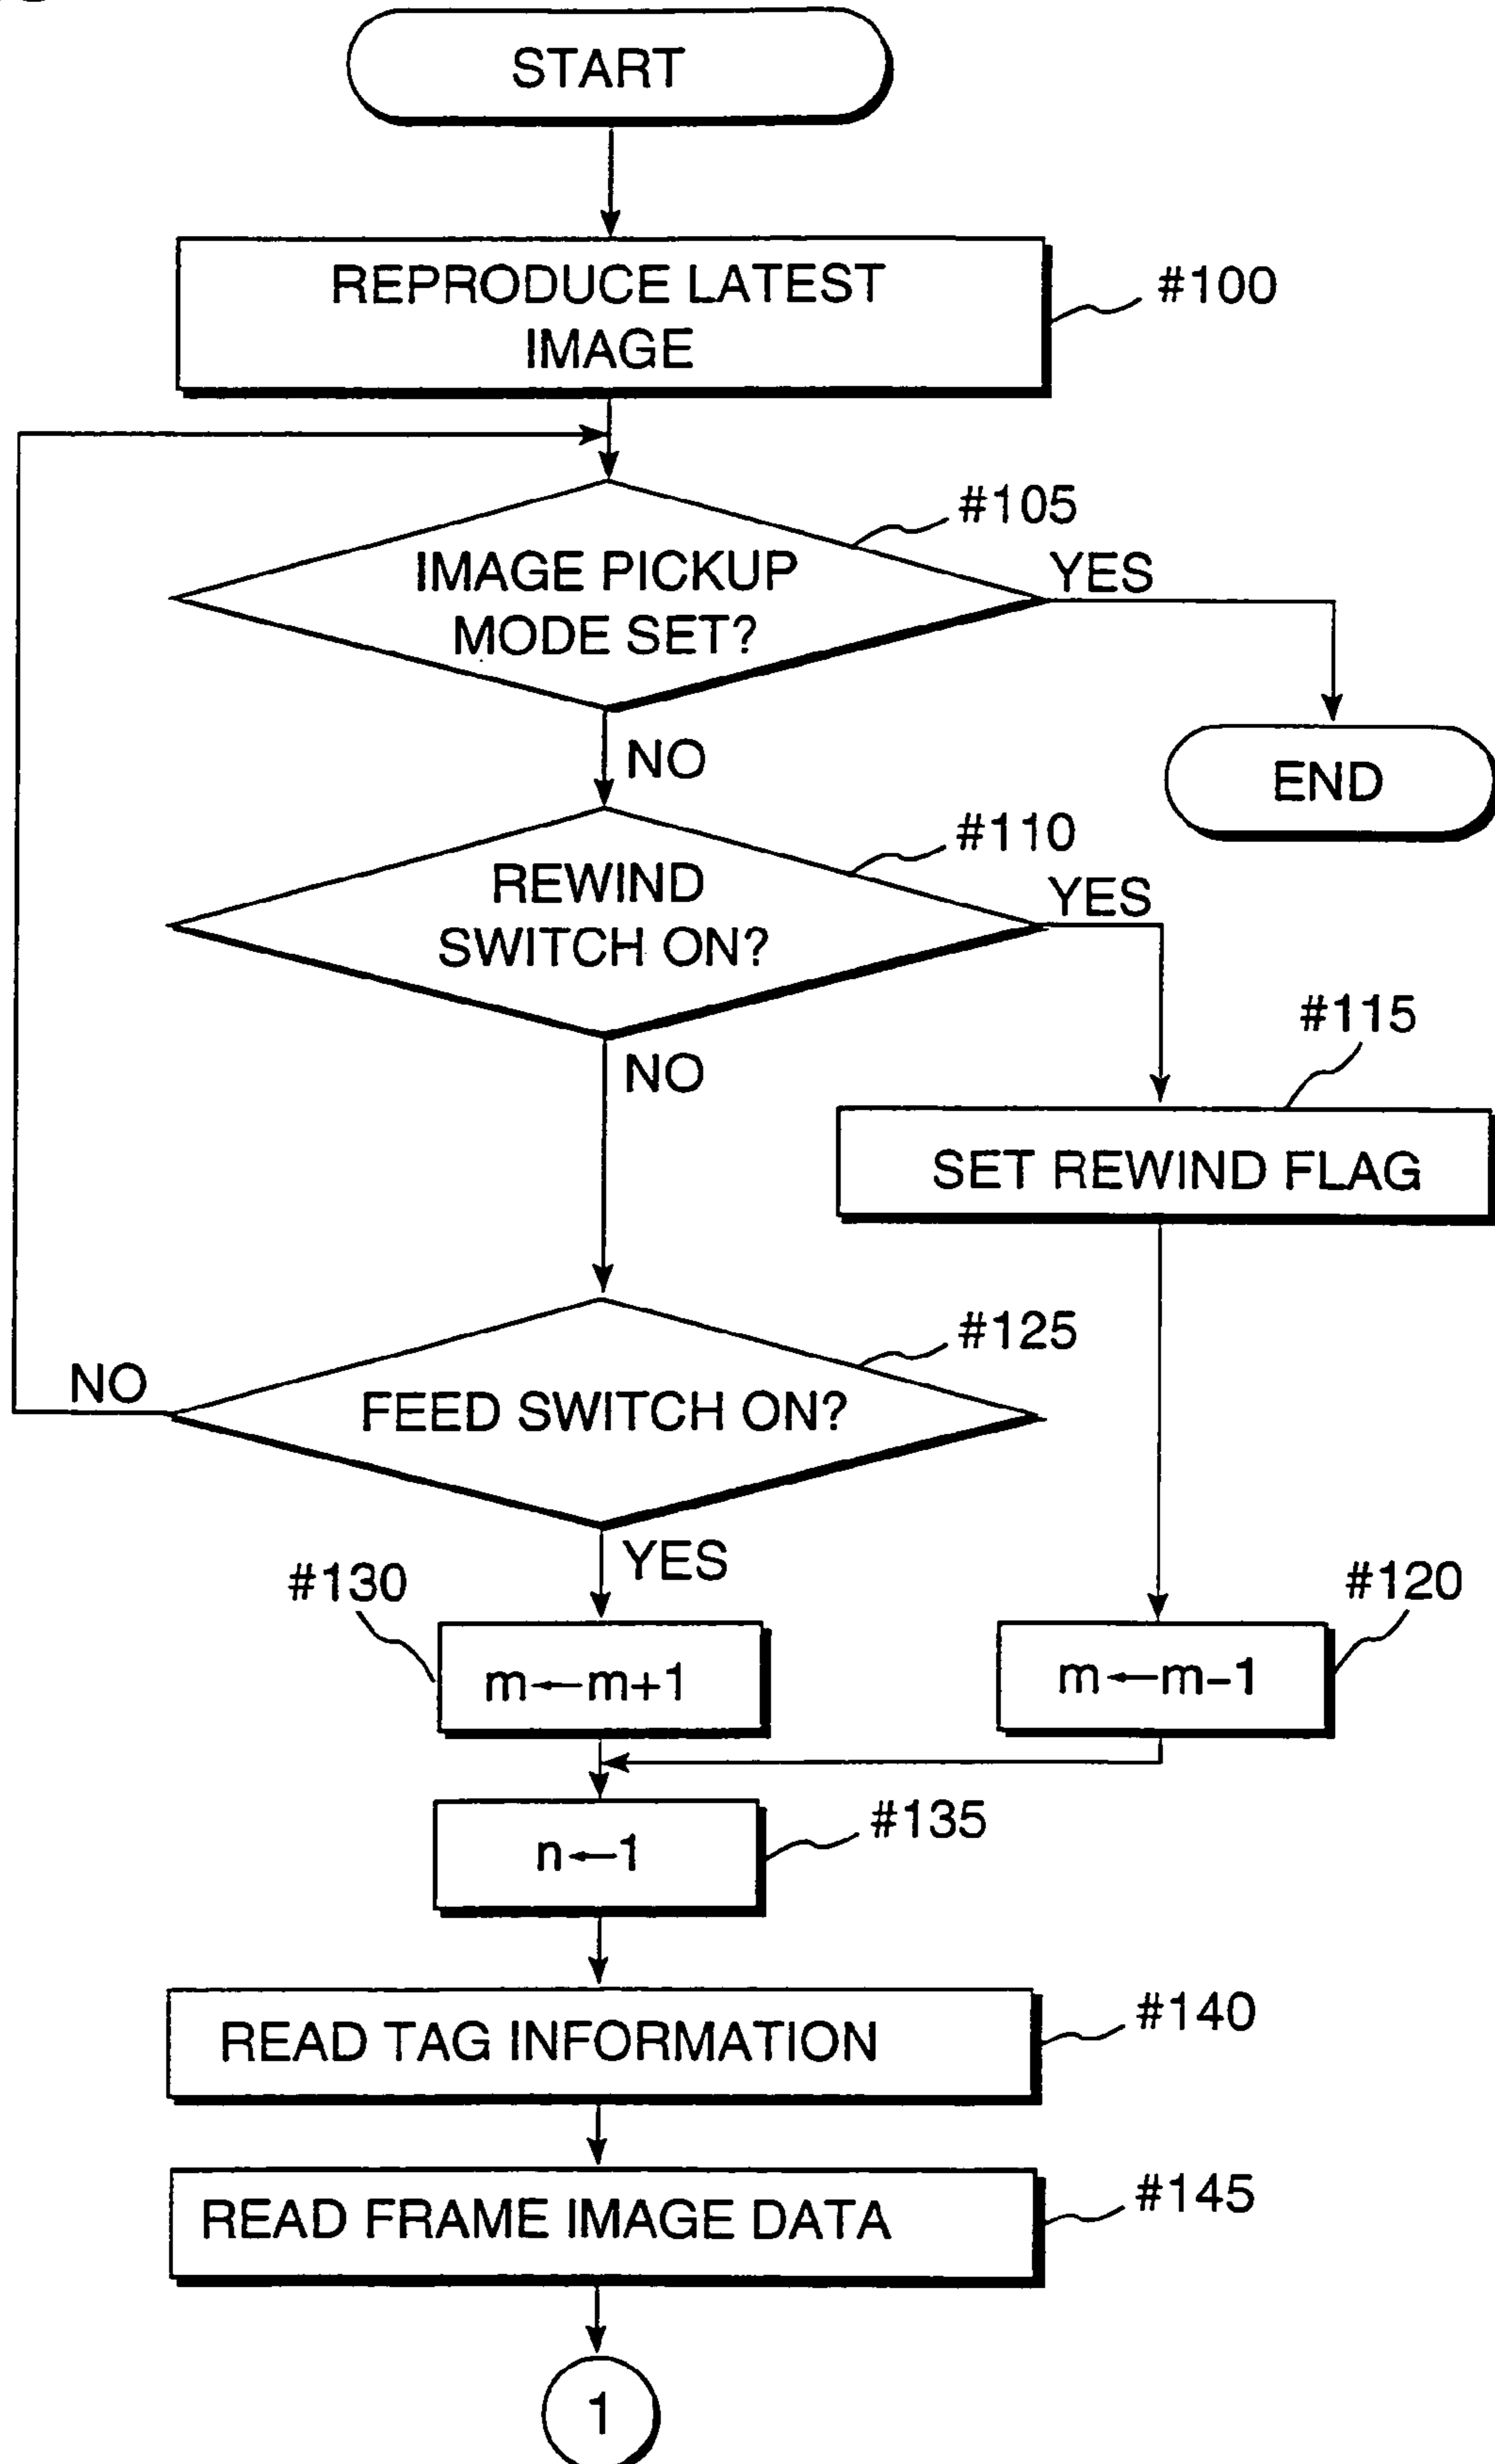 START
REPRODUCE LATEST
IMAGE
#100
#105
IMAGE PICKUP
MODE SET?
YES
NO
END
#110
REWIND
SWITCH ON?
YES
NO
#115
SET REWIND FLAG
#125
NO
FEED SWITCH ON?
YES
#130
#120
m←m+1
m←m−1
#135
n←1
#140
READ TAG INFORMATION
#145
READ FRAME IMAGE DATA
1